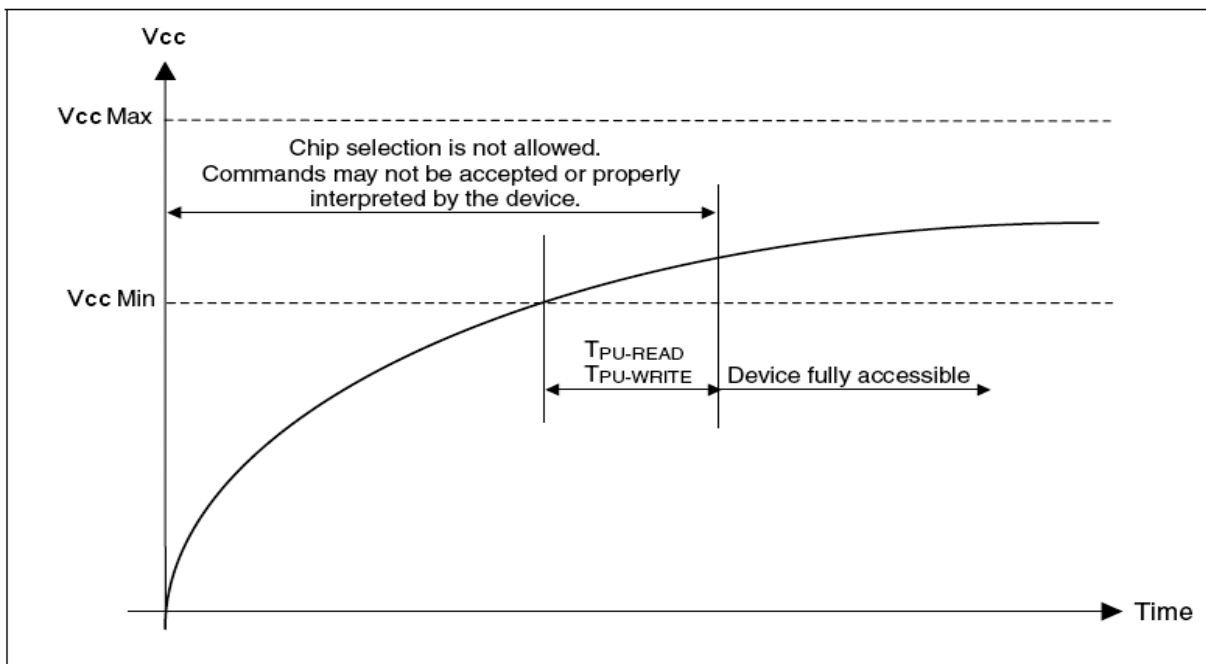 Vcc
Vcc Max
Chip selection is not allowed.
Commands may not be accepted or properly
interpreted by the device.
Vcc Min
TPU-READ
TPU-WRITE
Device fully accessible
Time